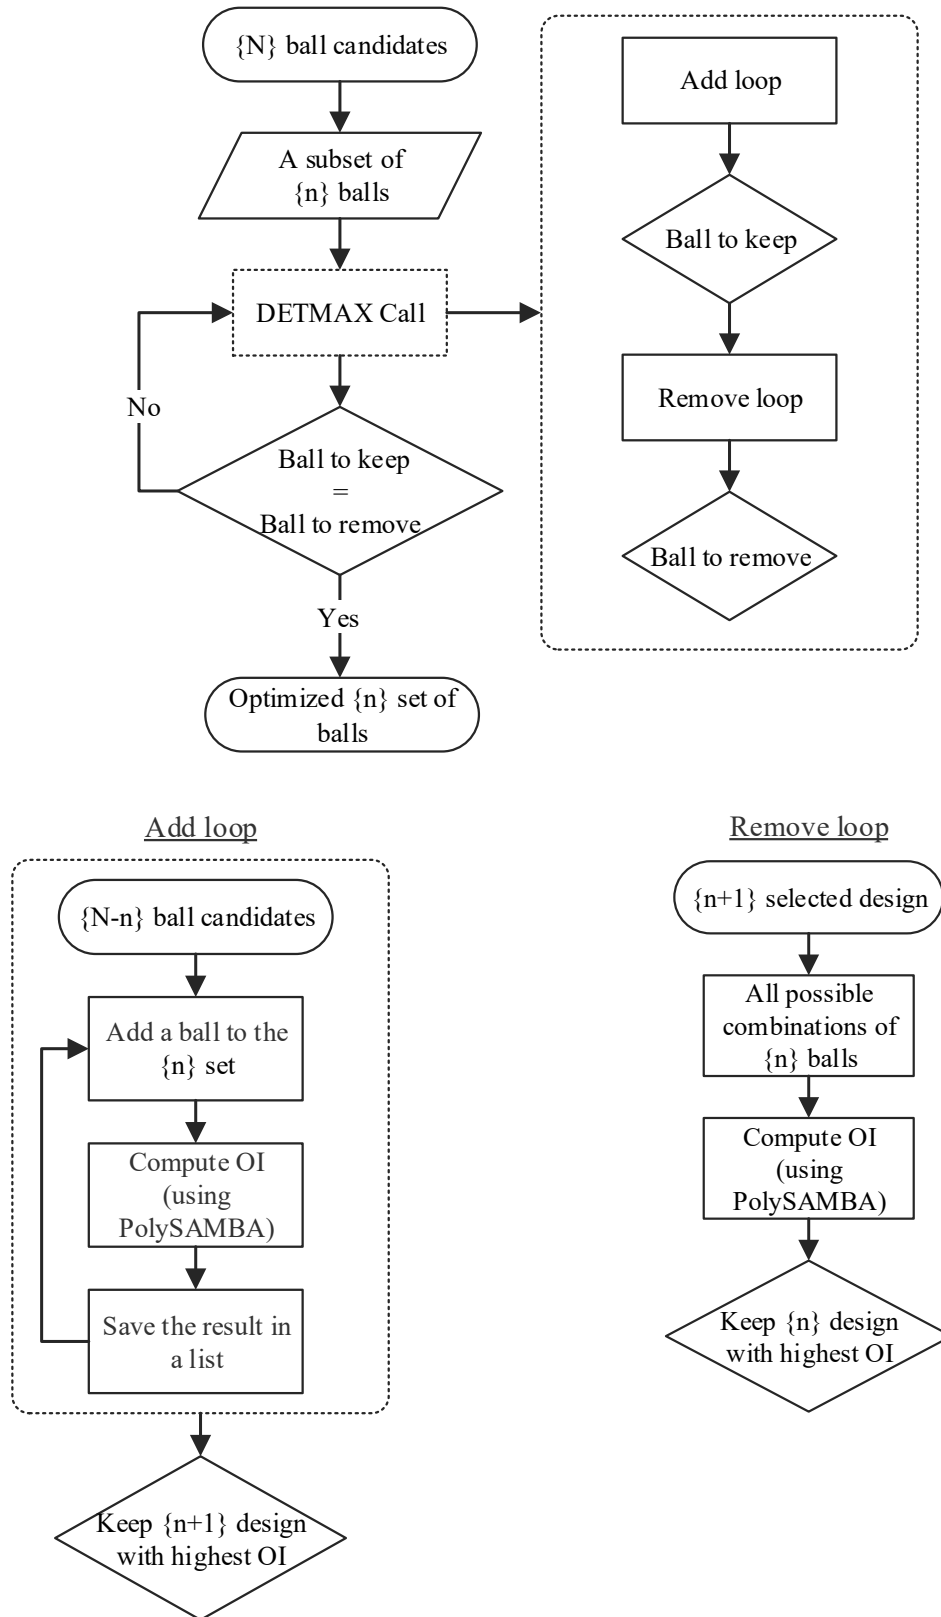 {N} ball candidates
A subset of
{n} balls
DETMAX Call
No
Ball to keep
=
Ball to remove
Yes
Optimized {n} set of
balls
Add loop
Ball to keep
Remove loop
Ball to remove
Add loop
{N-n} ball candidates
Add a ball to the
{n} set
Compute OI
(using
PolySAMBA)
Save the result in
a list
Keep {n+1} design
with highest OI
Remove loop
{n+1} selected design
All possible
combinations of
{n} balls
Compute OI
(using
PolySAMBA)
Keep {n} design
with highest OI